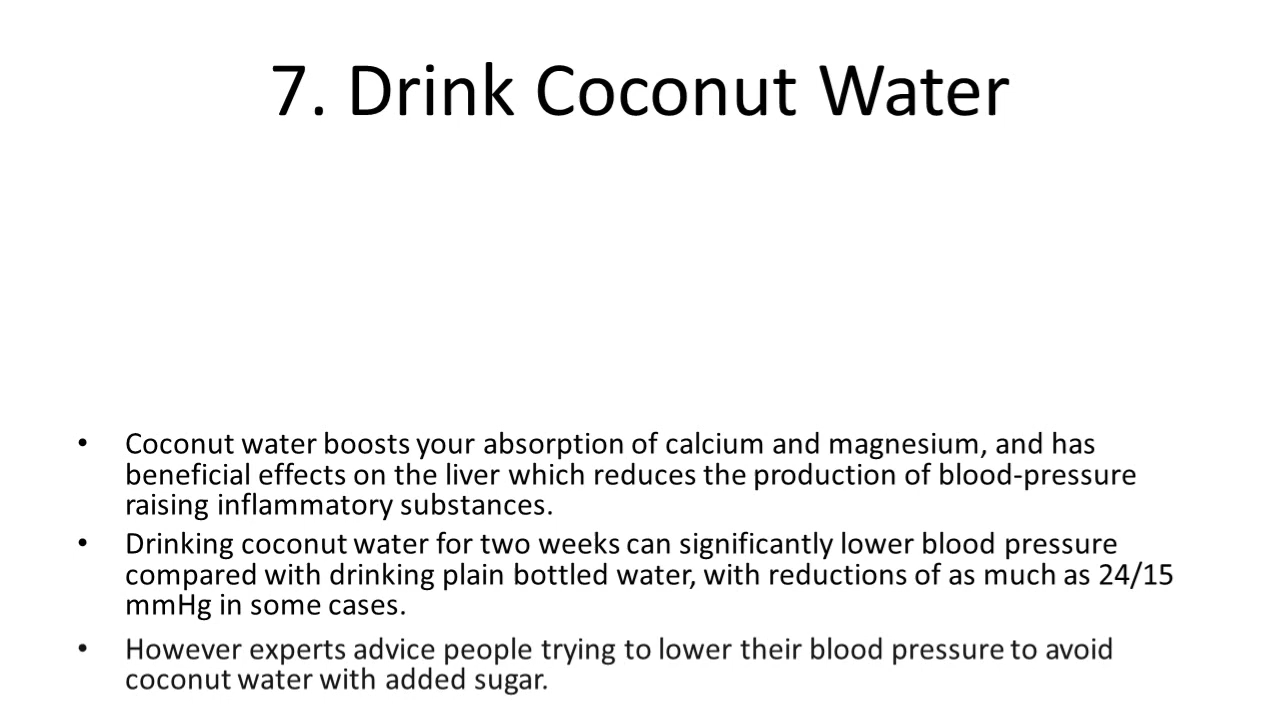 7. Drink Coconut Water
• Coconut water boosts your absorption of calcium and magnesium, and has
beneficial effects on the liver which reduces the production of blood-pressure
raising inflammatory substances.
• Drinking coconut water for two weeks can significantly lower blood pressure
compared with drinking plain bottled water, with reductions of as much as 24/15
mmHg in some cases.
• However experts advice people trying to lower their blood pressure to avoid
coconut water with added sugar.